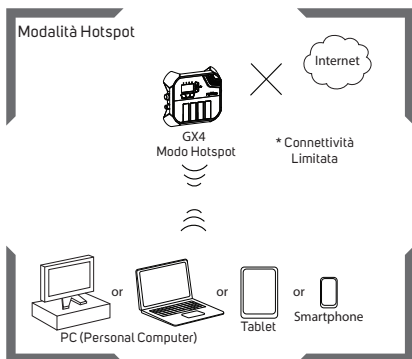 Modalità Hotspot
Internet
GX4
Modo Hotspot
* Connettività
Limitata
or
or
or
PC (Personal Computer)
Tablet
Smartphone